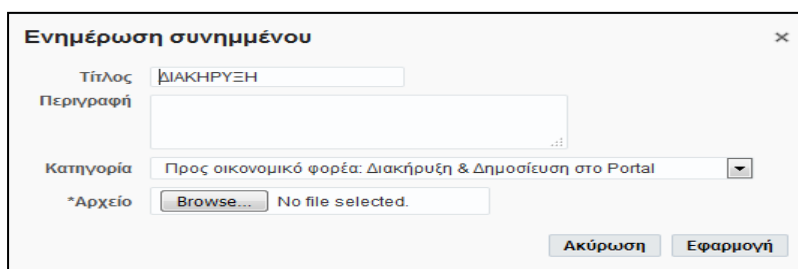 Ενημέρωση συνημμένου ×
Τίτλος ΔΙΑΚΗΡΥΞΗ
Περιγραφή
Κατηγορία Προς οικονομικό φορέα: Διακήρυξη & Δημοσίευση στο Portal
*Αρχείο Browse... No file selected.
Ακύρωση Εφαρμογή